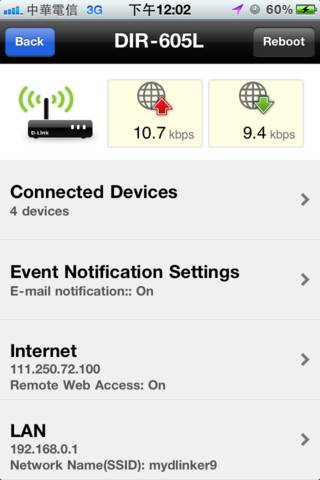 中華電信 3G 下午12:02 60%
Back DIR-605L Reboot
D-Link
10.7 kbps 9.4 kbps
Connected Devices
4 devices
Event Notification Settings
E-mail notification:: On
Internet
111.250.72.100
Remote Web Access: On
LAN
192.168.0.1
Network Name(SSID): mydlinker9